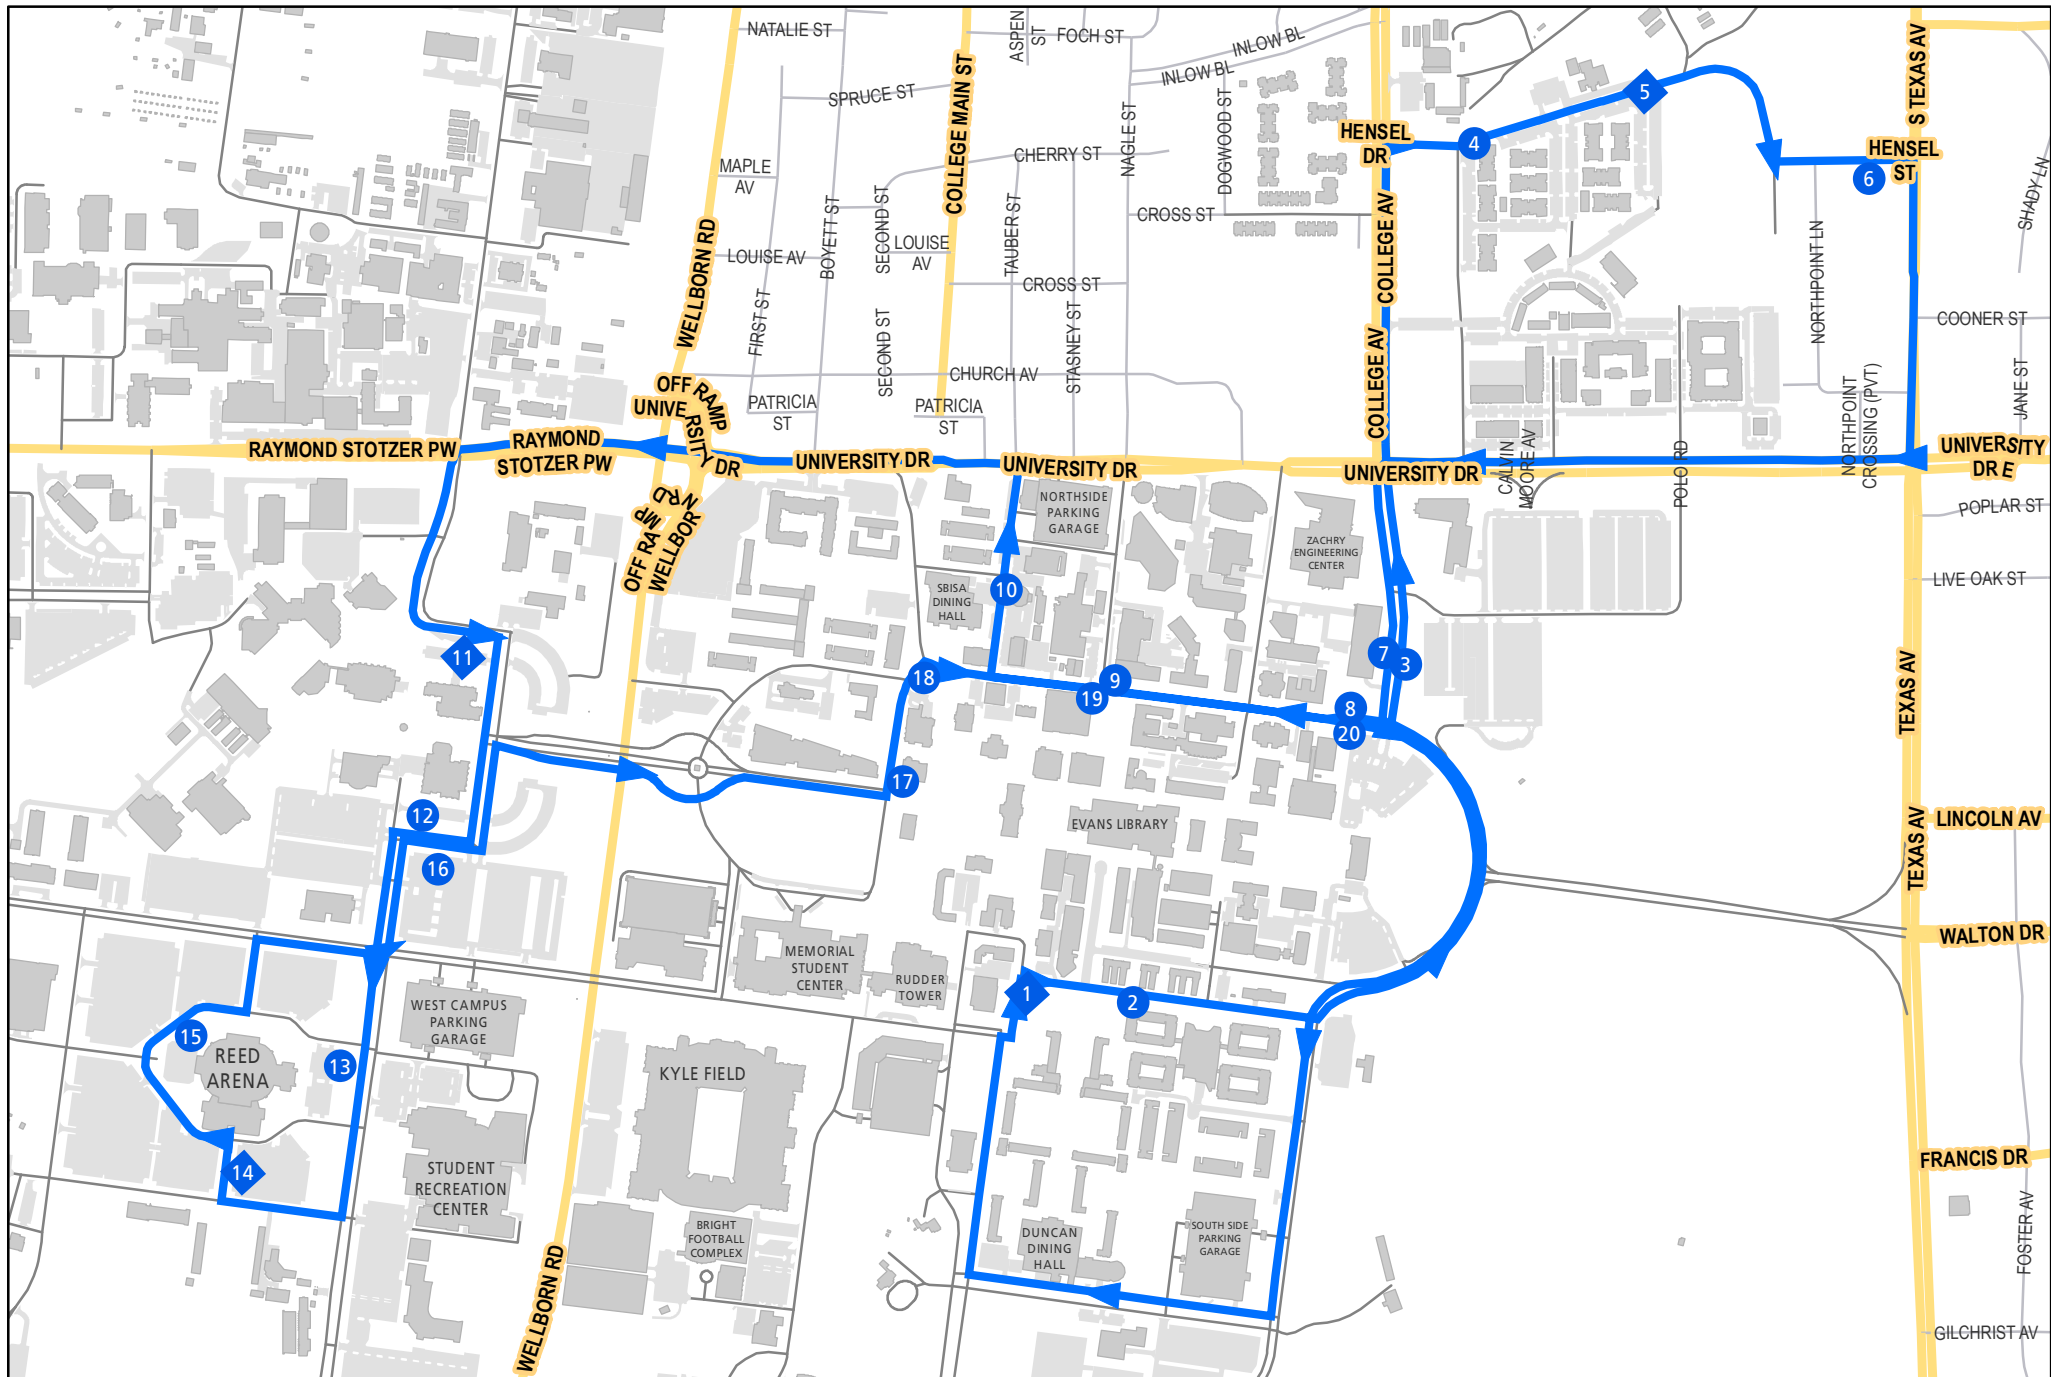 NATALIE ST
ASPEN
ST
FOCH ST
INLOW BL
INLOW BL
S TEXAS AV
SPRUCE ST
COLLEGE MAIN ST
NAGLE ST
DOGWOOD ST
HENSEL
DR
4
5
HENSEL
ST
6
SHADY LN
MAPLE
AV
CHERRY ST
BOYETT ST
SECOND ST
TAUBER ST
CROSS ST
COLLEGE AV
WELLBORN RD
LOUISE AV
LOUISE
AV
CROSS ST
NORTHPOINT LN
COONER ST
FIRST ST
SECOND ST
STASNEY ST
COLLEGE AV
JANE ST
CHURCH AV
OFF RAMP
UNIVERSITY DR
PATRICIA
ST
PATRICIA
ST
NORTHPOINT
CROSSING (PVT)
RAYMOND STOTZER PW
RAYMOND
STOTZER PW
UNIVERSITY DR
UNIVERSITY DR
UNIVERSITY DR
CALVIN
MOORE AV
POLO RD
UNIVERSITY
DR E
OFF RAMP
WELLBORN RD
NORTHSIDE
PARKING
GARAGE
ZACHRY
ENGINEERING
CENTER
POPLAR ST
LIVE OAK ST
SBISA
DINING
HALL
10
11
7
3
18
9
19
8
20
TEXAS AV
17
12
16
EVANS LIBRARY
TEXAS AV
LINCOLN AV
WALTON DR
MEMORIAL
STUDENT
CENTER
RUDDER
TOWER
1
2
WEST CAMPUS
PARKING
GARAGE
15
REED
ARENA
13
KYLE FIELD
14
STUDENT
RECREATION
CENTER
FRANCIS DR
BRIGHT
FOOTBALL
COMPLEX
DUNCAN
DINING
HALL
SOUTH SIDE
PARKING
GARAGE
FOSTER AV
WELLBORN RD
GILCHRIST AV